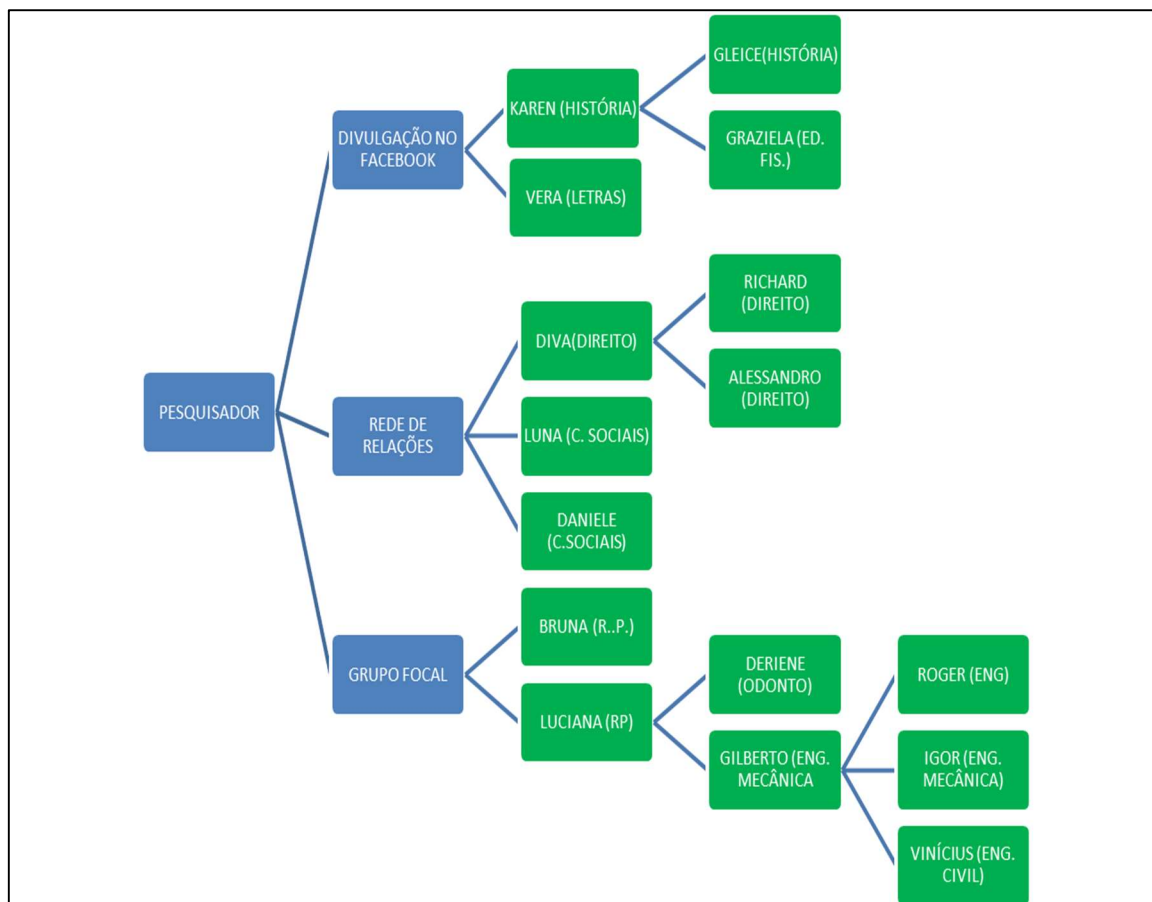 GLEICE(HISTÓRIA)
KAREN (HISTÓRIA)
DIVULGAÇÃO NO
FACEBOOK
GRAZIELA (ED.
FIS.)
VERA (LETRAS)
RICHARD
(DIREITO)
DIVA(DIREITO)
ALESSANDRO
(DIREITO)
PESQUISADOR
REDE DE
RELAÇÕES
LUNA (C. SOCIAIS)
DANIELE
(C.SOCIAIS)
BRUNA (R..P.)
GRUPO FOCAL
DERIENE
(ODONTO)
ROGER (ENG)
LUCIANA (RP)
GILBERTO (ENG.
MECÂNICA
IGOR (ENG.
MECÂNICA)
VINÍCIUS (ENG.
CIVIL)